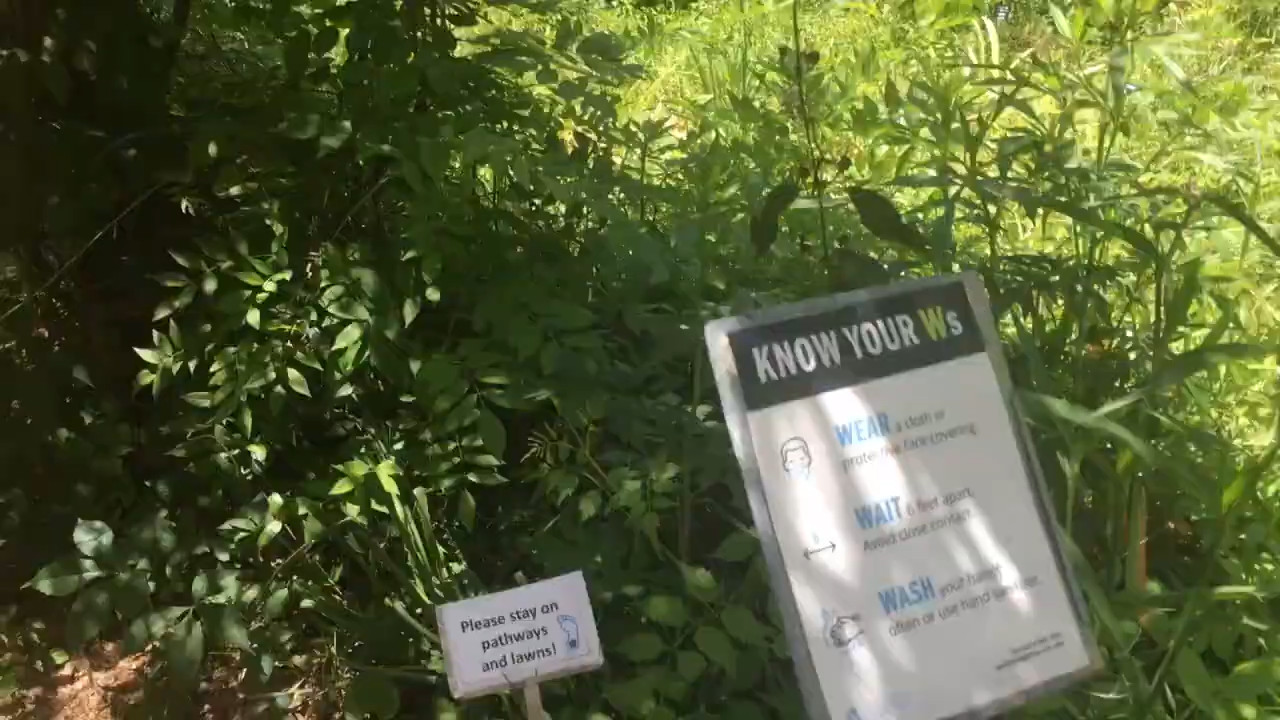 KNOW YOUR Ws
WEAR a cloth or
protective face covering.
WAIT 6 feet apart.
Avoid close contact.
WASH your hands
often or use hand sanitizer.
Please stay on
pathways
and lawns!